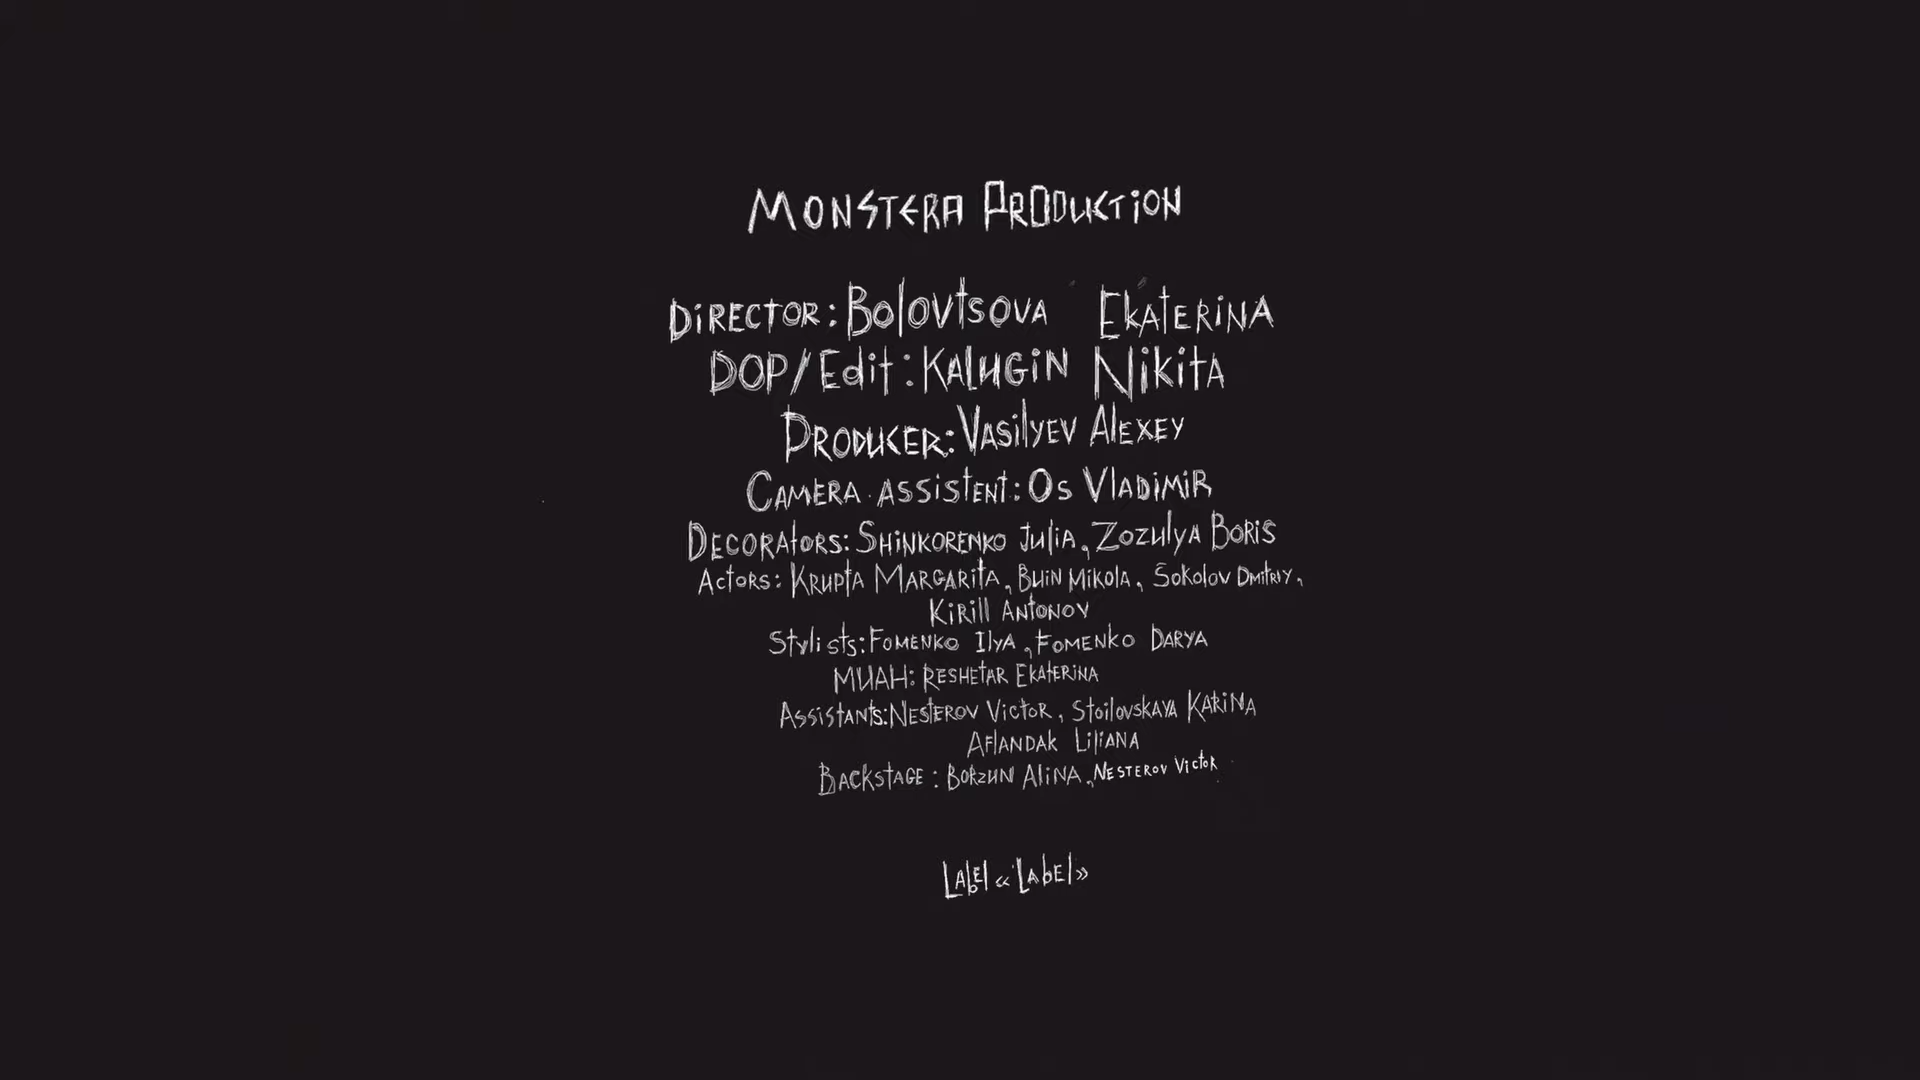 Monstera Production
Director: Bolovtsova Ekaterina
DOP/Edit: Kalugin Nikita
Producer: Vasilyev Alexey
Camera assistent: Os Vladimir
Decorators: Shinkorenko Julia, Zozulya Boris
Actors: Krupta Margarita, Buin Mikola, Sokolov Dmitriy,
Kirill Antonov
Stylists: Fomenko Ilya, Fomenko Darya
MUAH: Reshetar Ekaterina
Assistants: Nesterov Victor, Stoilovskaya Karina
Aflandak Liliana
Backstage: Borzun Alina, Nesterov Victor
Label «Label»